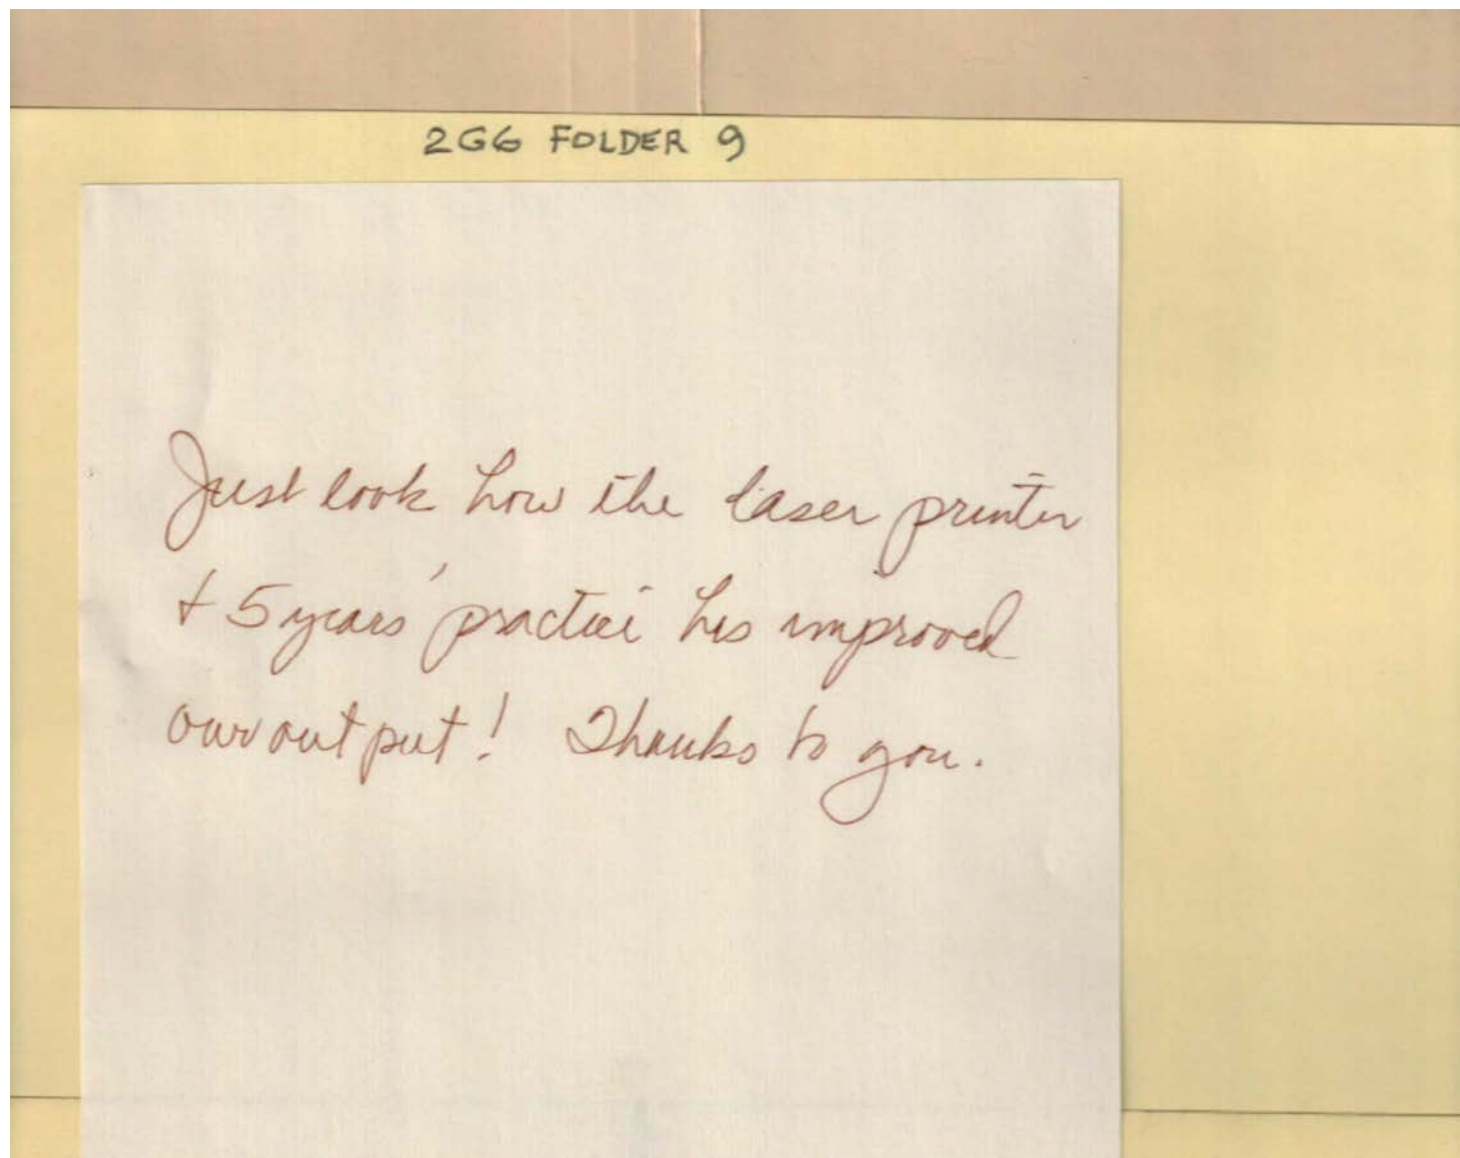 2G6 FOLDER 9
Just look how the laser printer
+ 5 years' practice has improved
our output! Thanks to you.